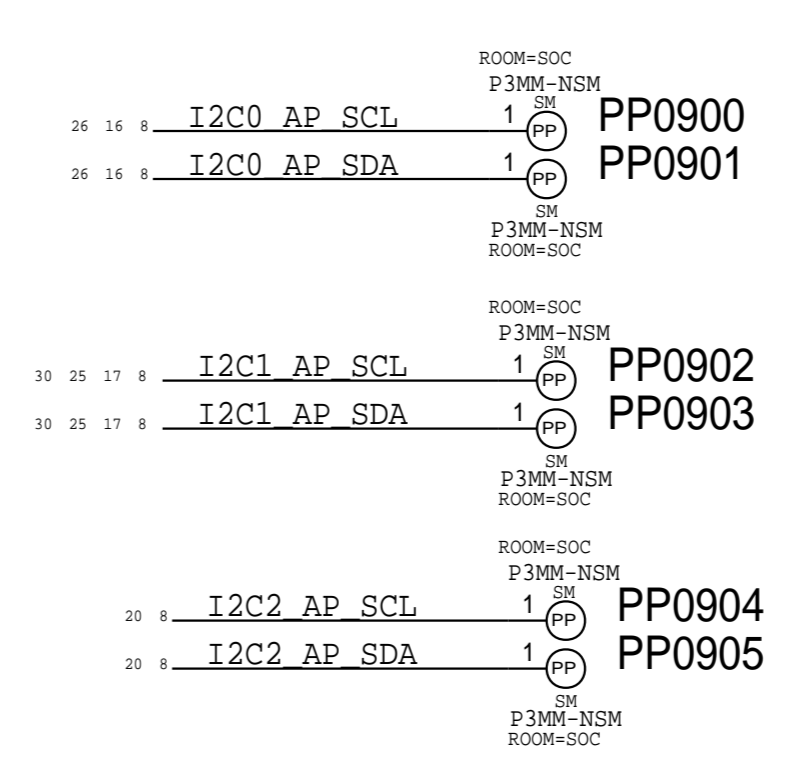 ROOM=SOC
P3MM-NSM
SM
26 16 8 I2C0_AP_SCL 1 PP PP0900
26 16 8 I2C0_AP_SDA 1 PP PP0901
SM
P3MM-NSM
ROOM=SOC
ROOM=SOC
P3MM-NSM
SM
30 25 17 8 I2C1_AP_SCL 1 PP PP0902
30 25 17 8 I2C1_AP_SDA 1 PP PP0903
SM
P3MM-NSM
ROOM=SOC
ROOM=SOC
P3MM-NSM
SM
20 8 I2C2_AP_SCL 1 PP PP0904
20 8 I2C2_AP_SDA 1 PP PP0905
SM
P3MM-NSM
ROOM=SOC